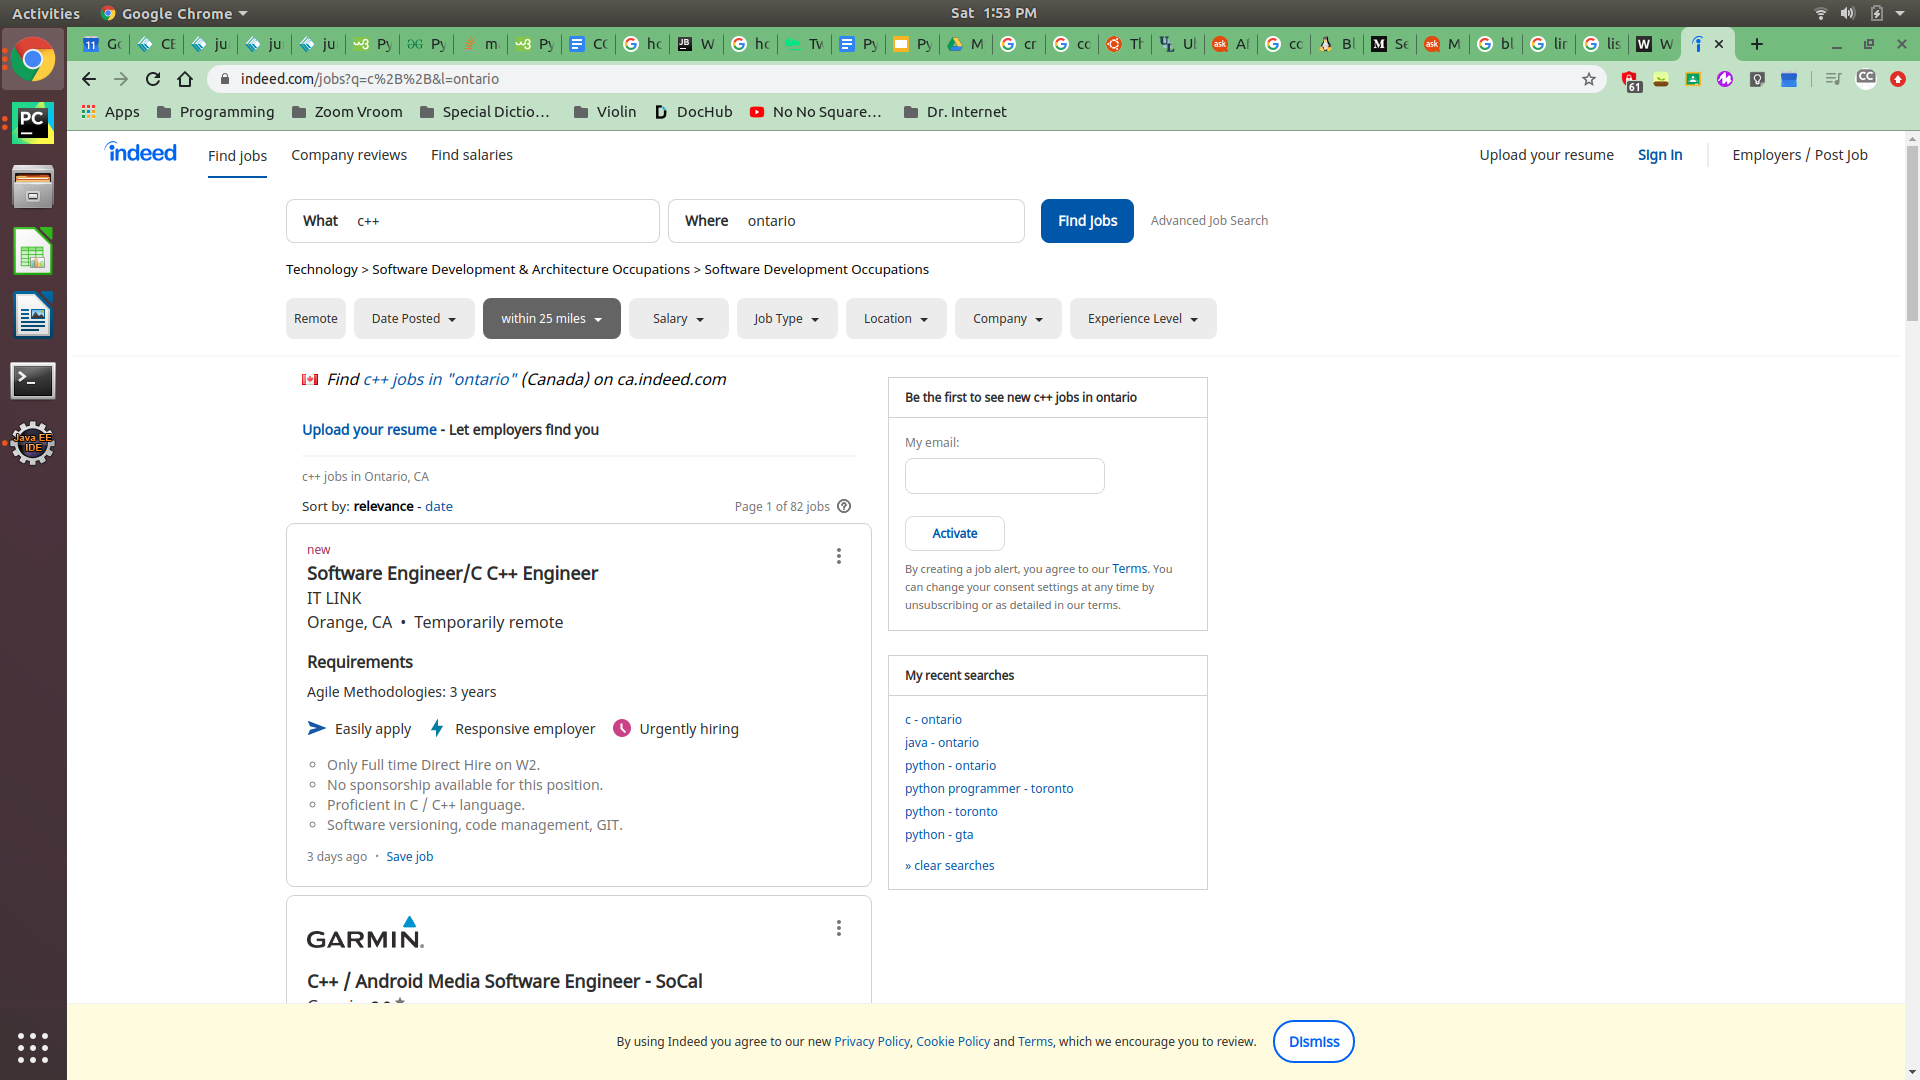 Activities
Google Chrome
Sat 1:53 PM
indeed.com/jobs?q=c%2B%2B&l=ontario
61
CC
Apps
Programming
Zoom Vroom
Special Dictio...
Violin
DocHub
No No Square...
Dr. Internet
PC
Java EE
IDE
indeed
Find jobs
Company reviews
Find salaries
Upload your resume
Sign In
Employers / Post Job
What c++
Where ontario
Find Jobs
Advanced Job Search
Technology > Software Development & Architecture Occupations > Software Development Occupations
Remote
Date Posted
within 25 miles
Salary
Job Type
Location
Company
Experience Level
Find c++ jobs in "ontario" (Canada) on ca.indeed.com
Upload your resume - Let employers find you
c++ jobs in Ontario, CA
Sort by: relevance - date
Page 1 of 82 jobs
new
Software Engineer/C C++ Engineer
IT LINK
Orange, CA • Temporarily remote
Requirements
Agile Methodologies: 3 years
Easily apply
Responsive employer
Urgently hiring
Only Full time Direct Hire on W2.
No sponsorship available for this position.
Proficient in C / C++ language.
Software versioning, code management, GIT.
3 days ago · Save job
GARMIN
C++ / Android Media Software Engineer - SoCal
Be the first to see new c++ jobs in ontario
My email:
Activate
By creating a job alert, you agree to our Terms. You
can change your consent settings at any time by
unsubscribing or as detailed in our terms.
My recent searches
c - ontario
java - ontario
python - ontario
python programmer - toronto
python - toronto
python - gta
» clear searches
By using Indeed you agree to our new Privacy Policy, Cookie Policy and Terms, which we encourage you to review.
Dismiss